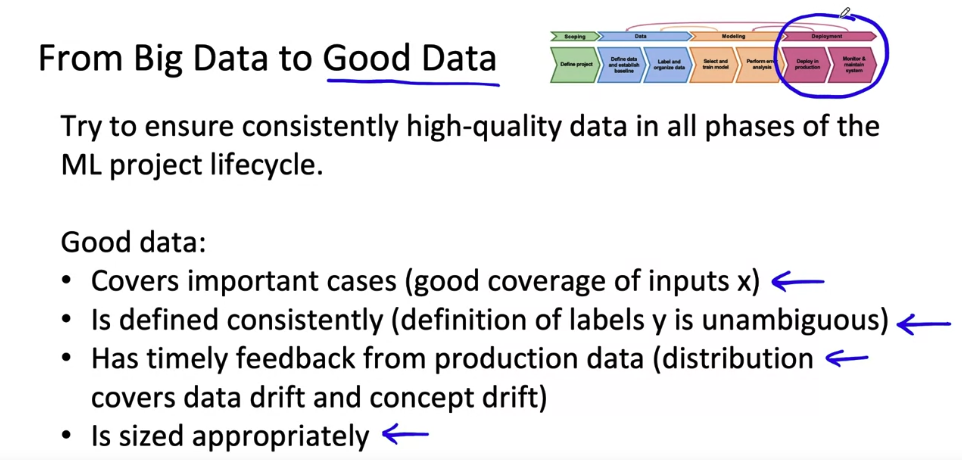 From Big Data to Good Data
Scoping
Data
Modeling
Deployment
Define project
Define data
and establish
baseline
Label and
organize data
Select and
train model
Perform
analysis
Deploy in
production
Monitor &
maintain
system
Try to ensure consistently high-quality data in all phases of the
ML project lifecycle.
Good data:
• Covers important cases (good coverage of inputs x)
• Is defined consistently (definition of labels y is unambiguous)
• Has timely feedback from production data (distribution
covers data drift and concept drift)
• Is sized appropriately